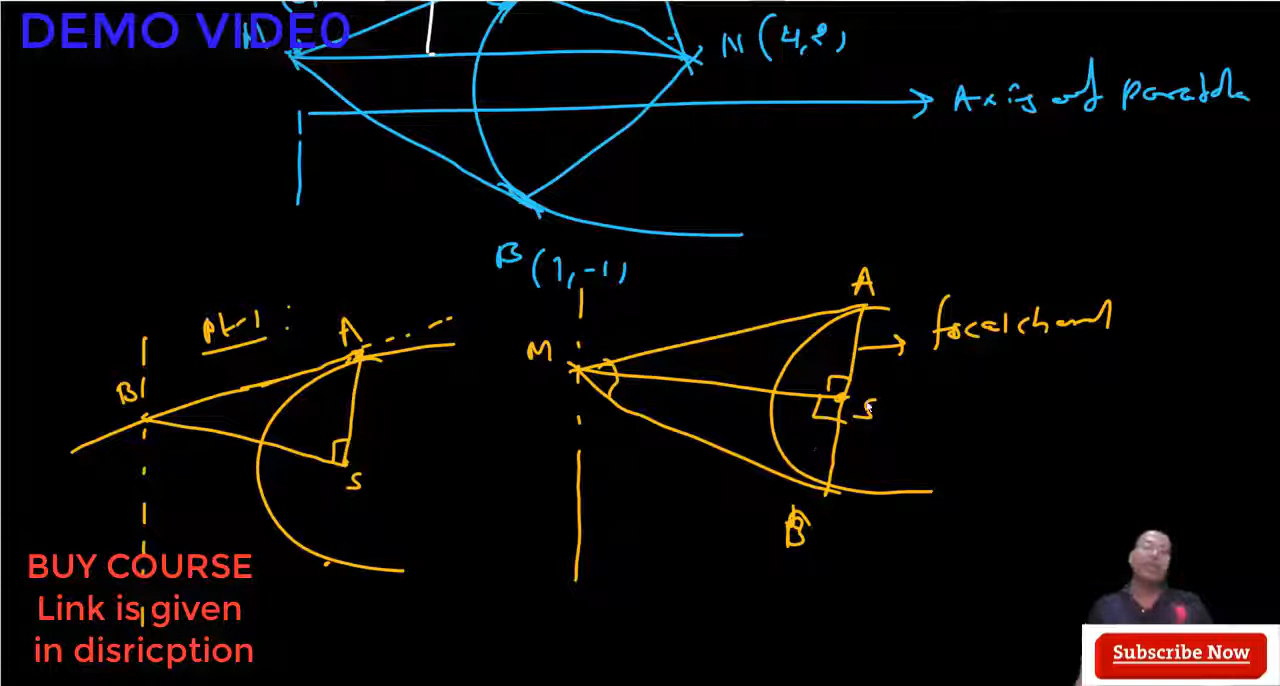 DEMO VIDE0
M
N (4,2)
Axis of parabola
B (1,-1)
pt-1 :
A
B
S
A
M
S
B
focal chord
BUY COURSE
Link is given
in disricption
Subscribe Now